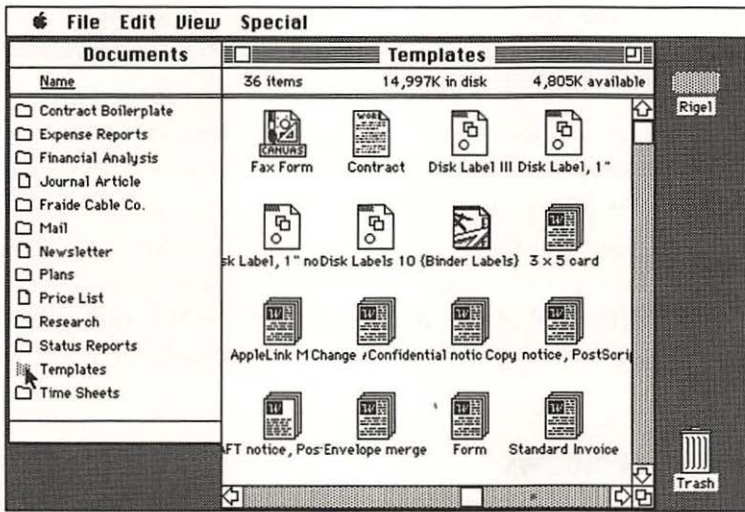 File Edit View Special
Documents
Name
Contract Boilerplate
Expense Reports
Financial Analysis
Journal Article
Fraide Cable Co.
Mail
Newsletter
Plans
Price List
Research
Status Reports
Templates
Time Sheets
Templates
36 items 14,997K in disk 4,805K available
WORD
CANVAS
Fax Form Contract Disk Label III Disk Label, 1"
sk Label, 1" no Disk Labels 10 {Binder Labels} 3 x 5 card
AppleLink M Change Confidential notic Copy notice, PostScrip
FT notice, Pos Envelope merge Form Standard Invoice
Rigel
Trash